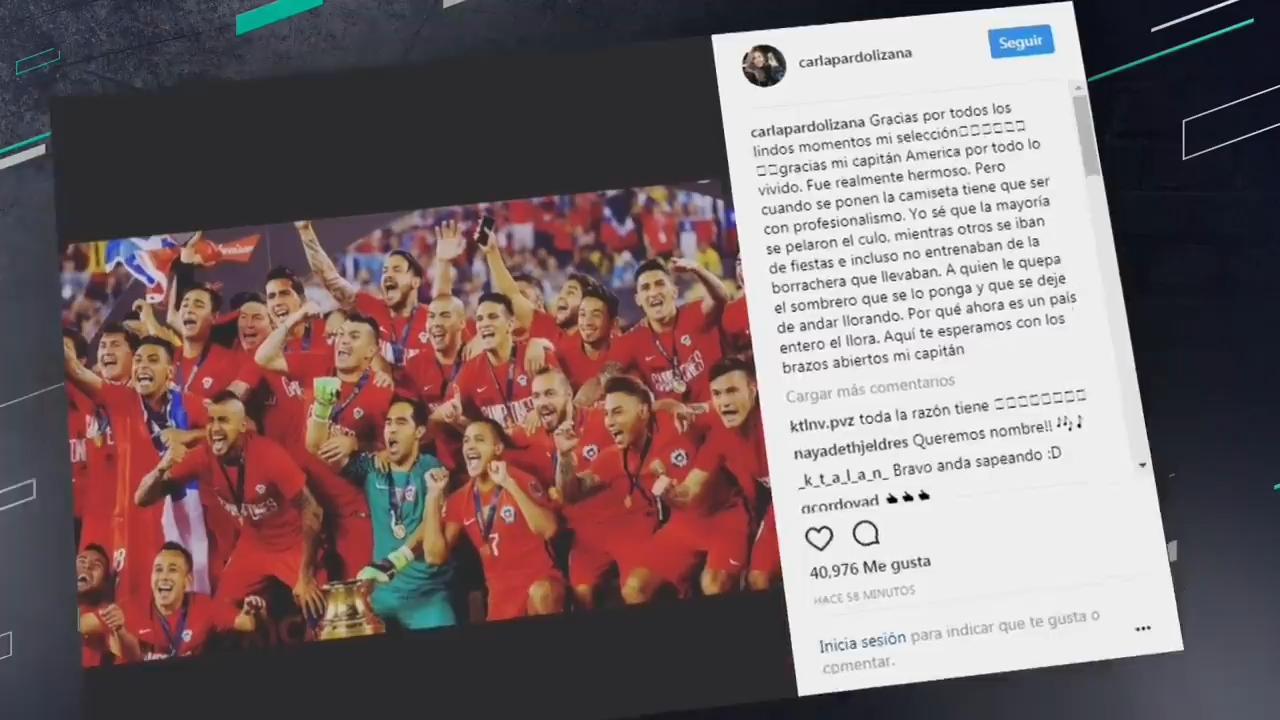 carlapardolizana
Seguir
carlapardolizana Gracias por todos los
lindos momentos mi selección
gracias mi capitán America por todo lo
vivido. Fue realmente hermoso. Pero
cuando se ponen la camiseta tiene que ser
con profesionalismo. Yo sé que la mayoría
se pelaron el culo, mientras otros se iban
de fiestas e incluso no entrenaban de la
borrachera que llevaban. A quien le quepa
el sombrero que se lo ponga y que se deje
de andar llorando. Por qué ahora es un país
entero el llora. Aquí te esperamos con los
brazos abiertos mi capitán
Cargar más comentarios
ktlnv.pvz toda la razón tiene
nayadethjeldres Queremos nombre!! 🎶🎵
_k_t_a_l_a_n_ Bravo anda sapeando :D
gcordovad 👍👍👍
40,976 Me gusta
HACE 58 MINUTOS
Inicia sesión para indicar que te gusta o
comentar.
7